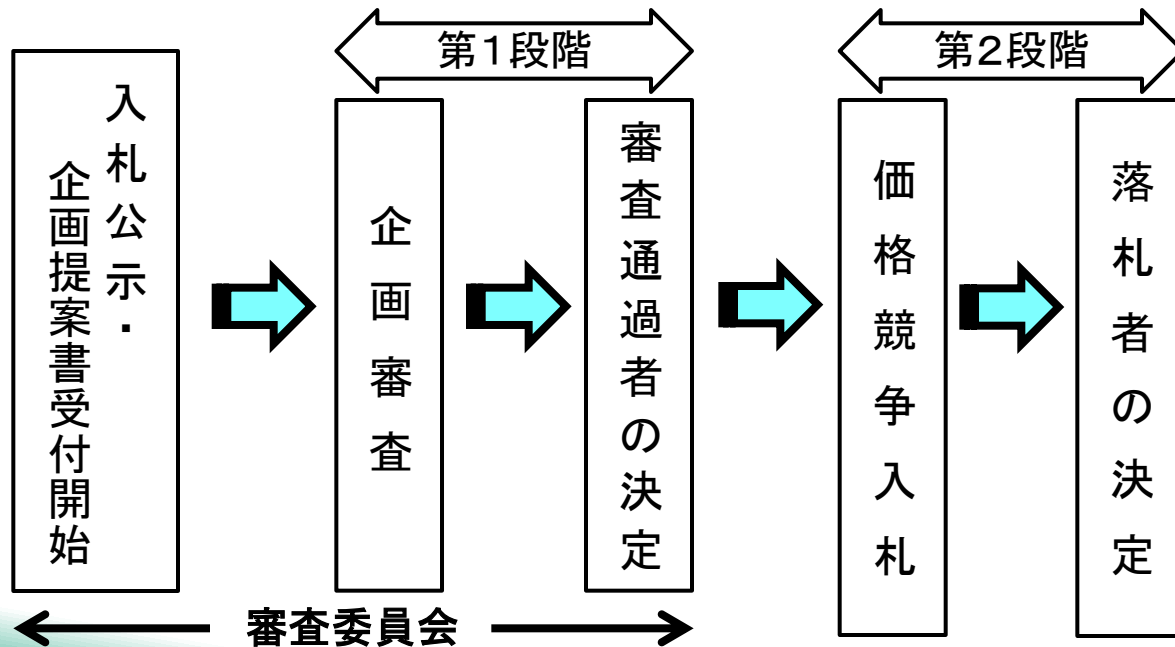 第1段階
第2段階
入札公示・
企画提案書受付開始
企画審査
審査通過者の決定
価格競争入札
落札者の決定
審査委員会